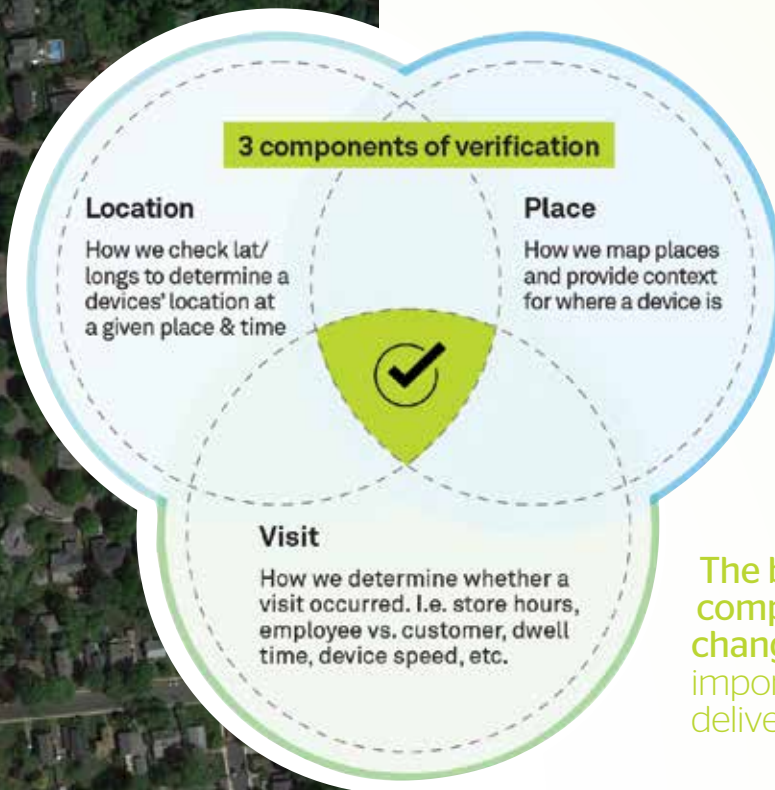 3 components of verification
Location
How we check lat/
longs to determine a
devices' location at
a given place & time
Place
How we map places
and provide context
for where a device is
Visit
How we determine whether a
visit occurred. I.e. store hours,
employee vs. customer, dwell
time, device speed, etc.
The